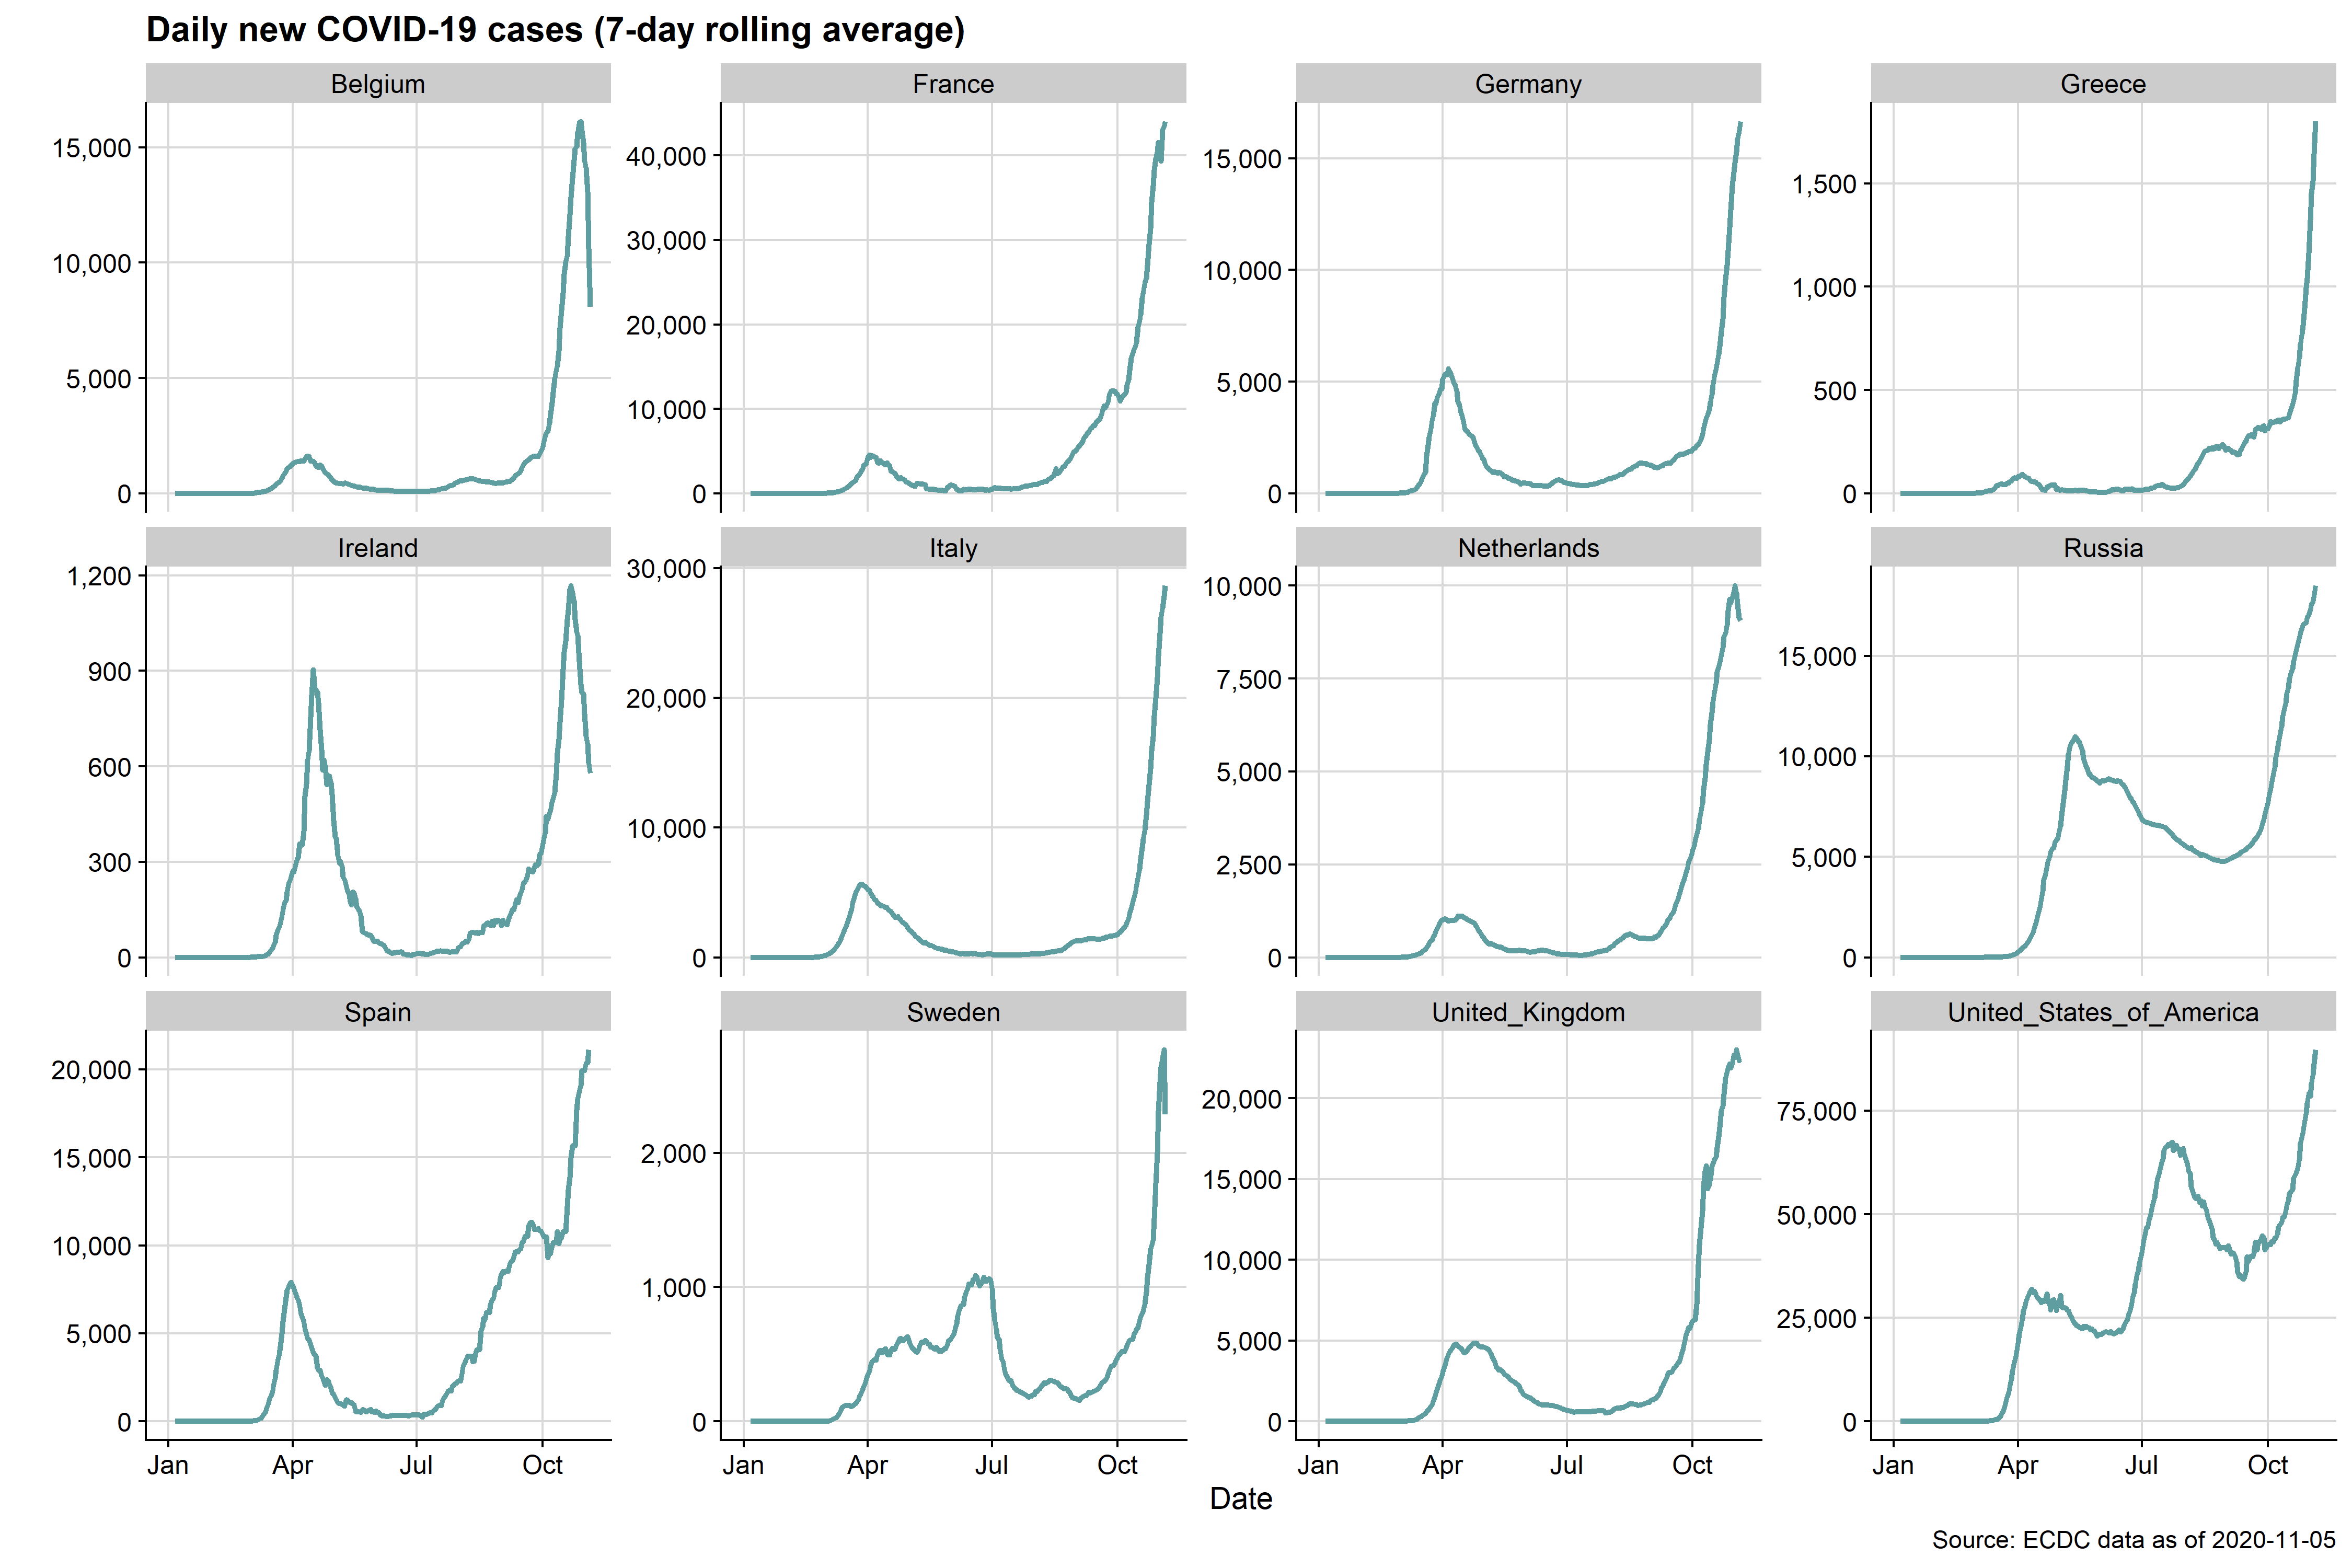 Daily new COVID-19 cases (7-day rolling average)
Belgium
France
Germany
Greece
15,000
10,000
5,000
0
40,000
30,000
20,000
10,000
0
15,000
10,000
5,000
0
1,500
1,000
500
0
Ireland
Italy
Netherlands
Russia
1,200
900
600
300
0
30,000
20,000
10,000
0
10,000
7,500
5,000
2,500
0
15,000
10,000
5,000
0
Spain
Sweden
United_Kingdom
United_States_of_America
20,000
15,000
10,000
5,000
0
2,000
1,000
0
20,000
15,000
10,000
5,000
0
75,000
50,000
25,000
0
Jan Apr Jul Oct
Jan Apr Jul Oct
Jan Apr Jul Oct
Jan Apr Jul Oct
Date
Source: ECDC data as of 2020-11-05